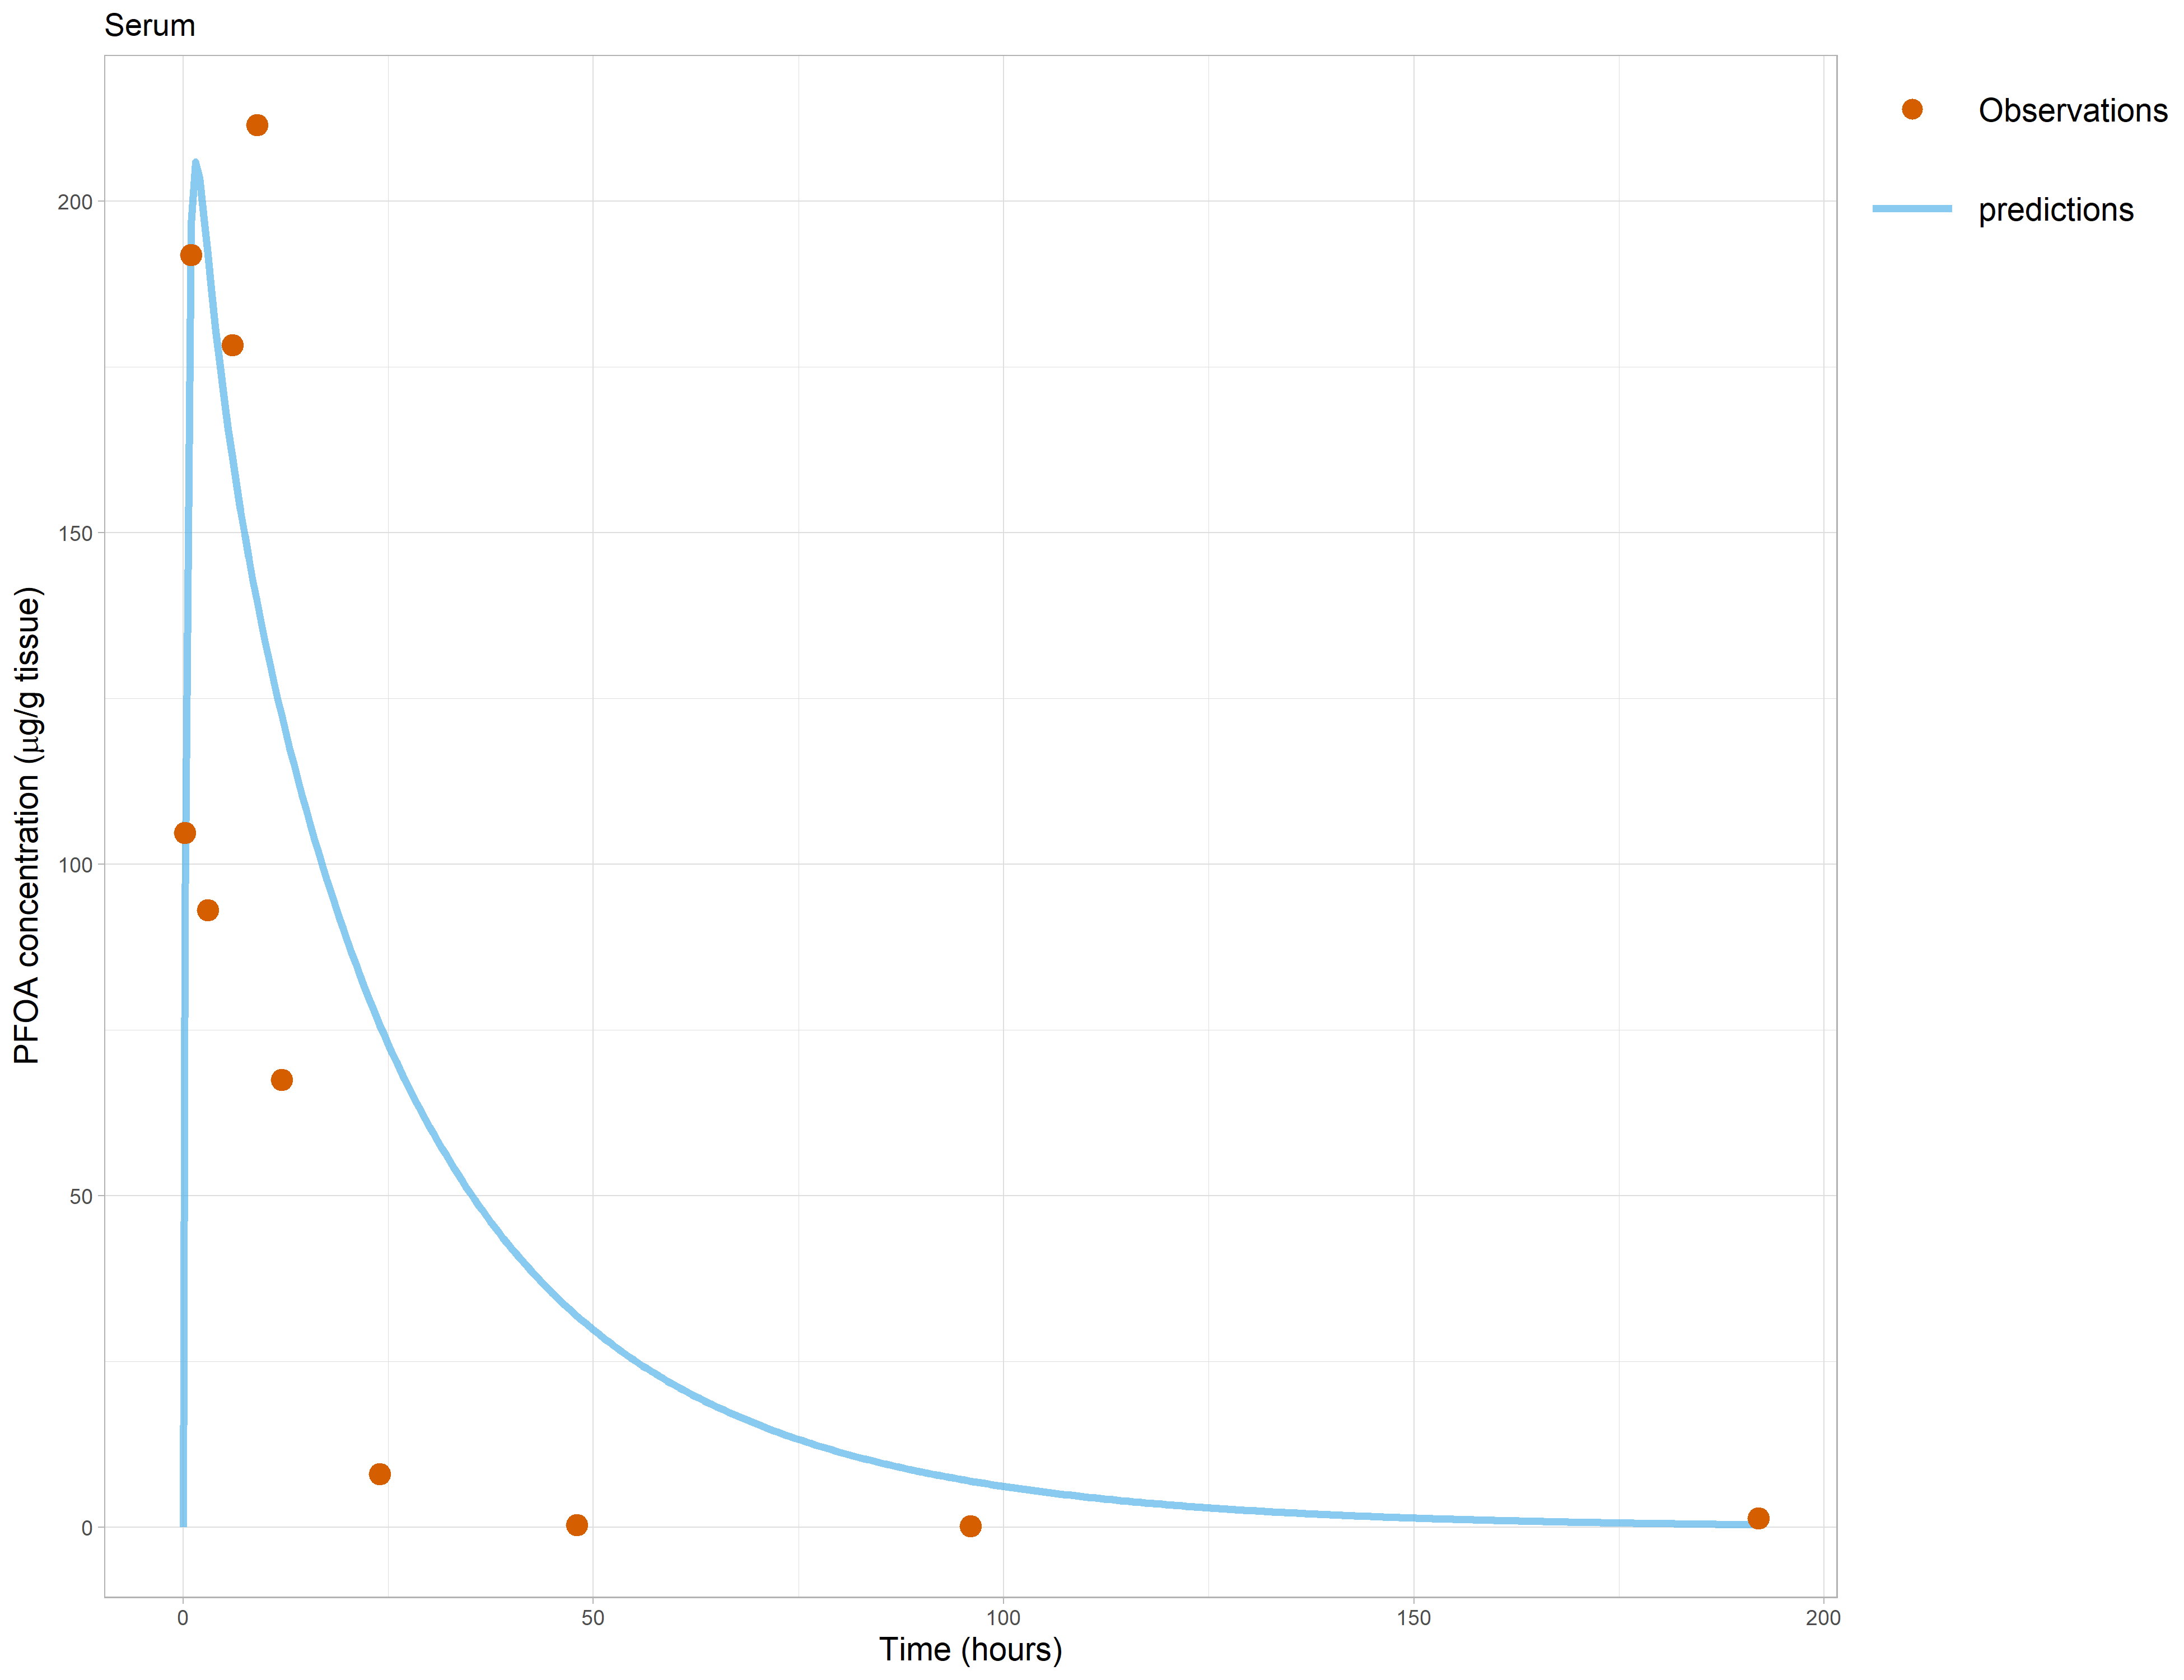 Serum
PFOA concentration (μg/g tissue)
200
150
100
50
0
0
50
100
150
200
Time (hours)
Observations
predictions